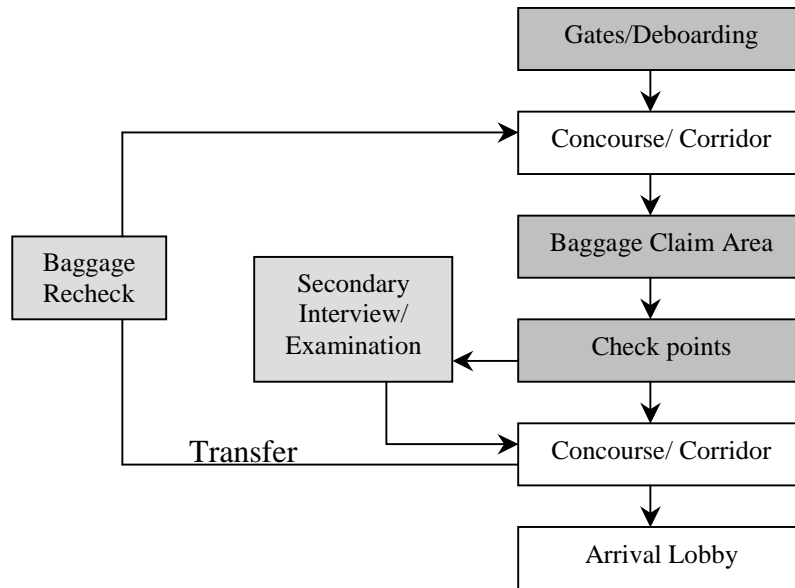 Gates/Deboarding
Concourse/ Corridor
Baggage Claim Area
Baggage
Recheck
Secondary
Interview/
Examination
Check points
Transfer
Concourse/ Corridor
Arrival Lobby